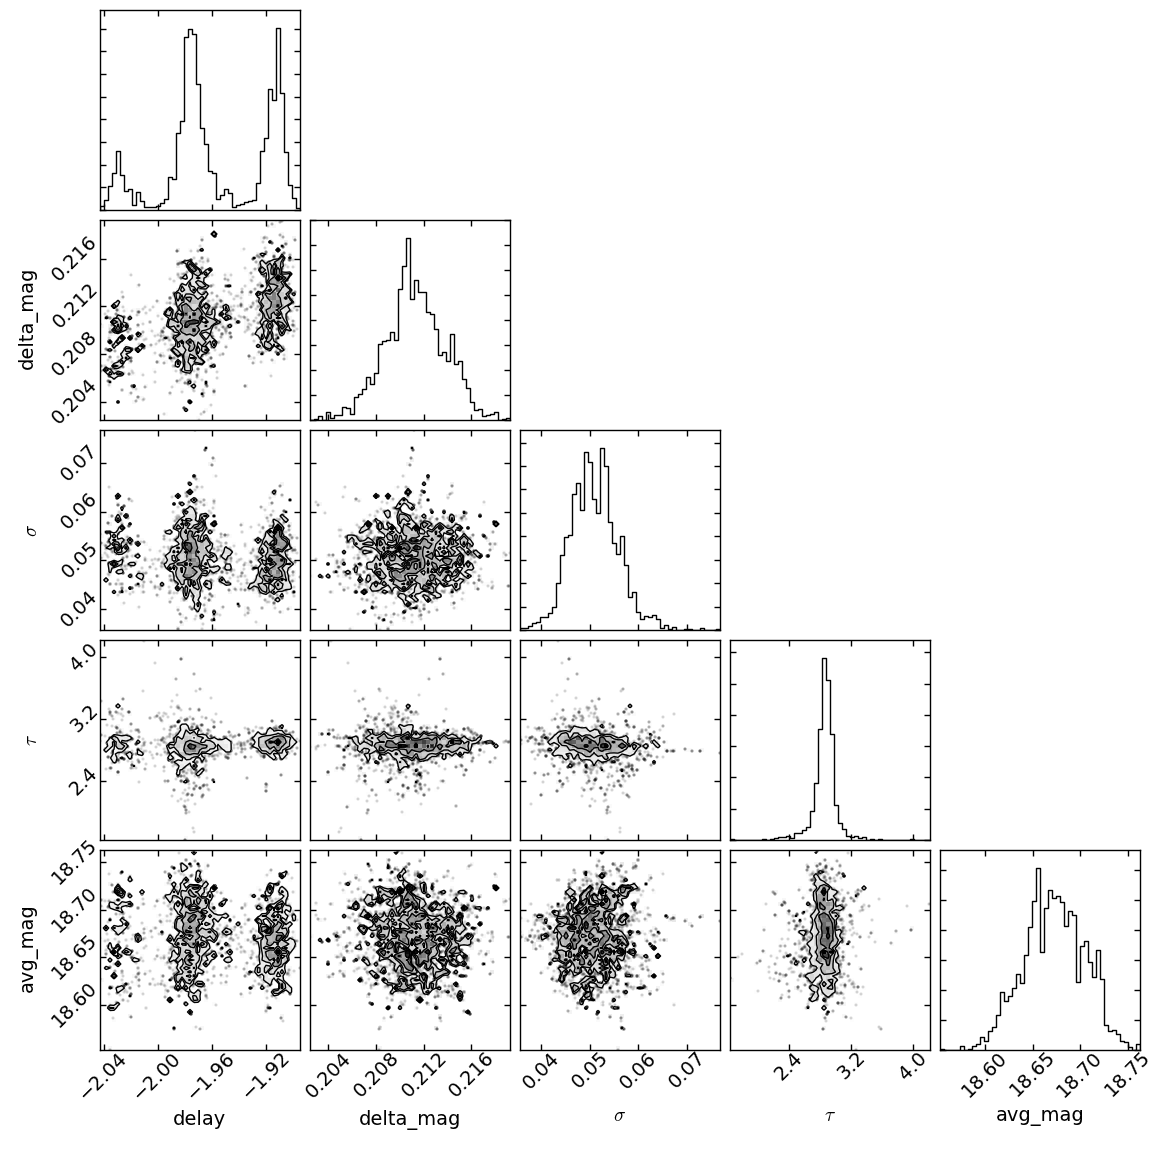 0.216
0.212
0.208
0.204
delta_mag
0.07
0.06
0.05
0.04
σ
4.0
3.2
2.4
τ
18.75
18.70
18.65
18.60
avg_mag
−2.04 −2.00 −1.96 −1.92
delay
0.204 0.208 0.212 0.216
delta_mag
0.04 0.05 0.06 0.07
σ
2.4 3.2 4.0
τ
18.60 18.65 18.70 18.75
avg_mag